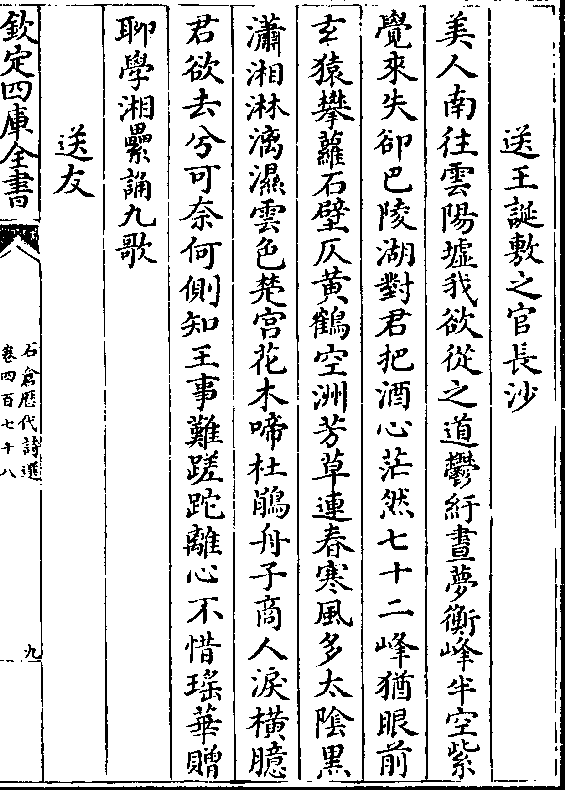 送王誕敷之官長沙
美人南往雲陽墟我欲從之道鬱紆晝夢衡峰半空紫
覺來失卻巴陵湖對君把酒心茫然七十二峰猶眼前
玄猿攀蘿石壁仄黃鶴空洲芳草連春寒風多太陰黑
瀟湘淋漓濕雲色楚宮花木啼杜鵑舟子商人淚橫臆
君欲去兮可奈何側知王事難蹉跎離心不惜瑤華贈
聊學湘纍誦九歌
送友
欽定四庫全書
石倉歷代詩選
卷四百七十八
九